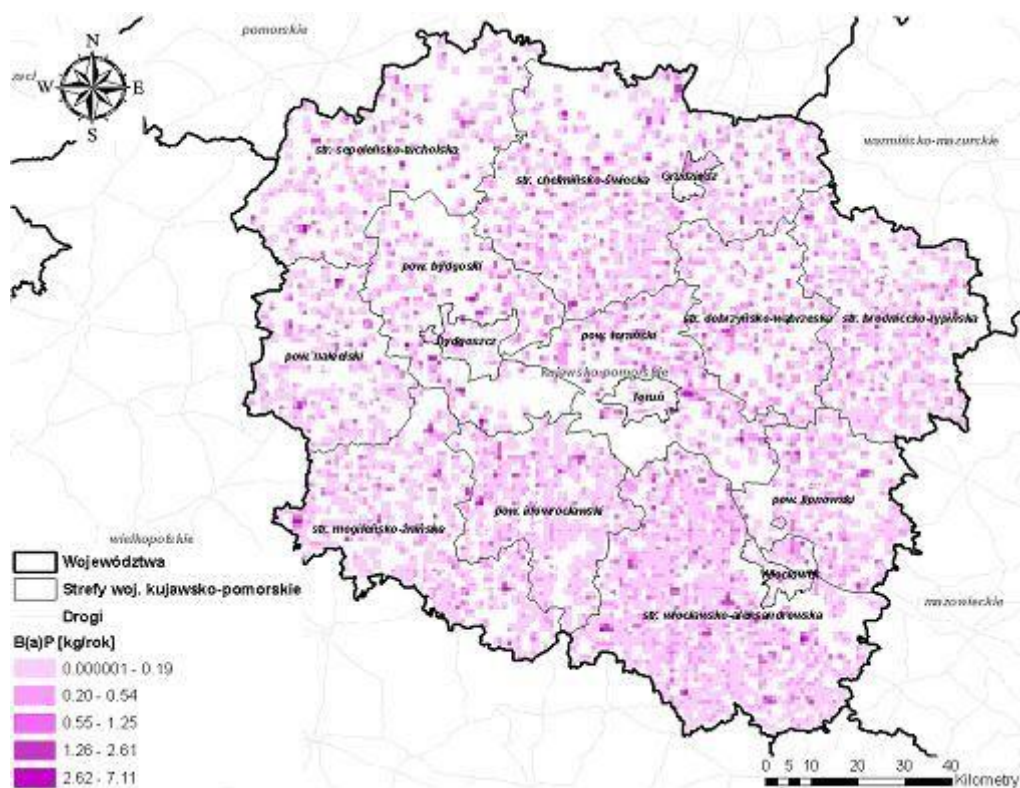 pomorskie
N
W E
S
str. sępoleńsko-tucholska
str. chełmińsko-świecka
Grudziądz
warmińsko-mazurskie
pow. bydgoski
str. dobrzyńsko-wąbrzeska
str. brodnicko-rypińska
pow. toruński
Bydgoszcz
pow. nakielski
kujawsko-pomorskie
Toruń
pow. lipnowski
pow. inowrocławski
str. mogileńsko-żnińska
wielkopolskie
Włocławek
mazowieckie
str. włocławsko-aleksandrowska
Województwa
Strefy woj. kujawsko-pomorskie
Drogi
B(a)P [kg/rok]
0.000001 - 0.19
0.20 - 0.54
0.55 - 1.25
1.26 - 2.61
2.62 - 7.11
0 5 10 20 30 40
Kilometry